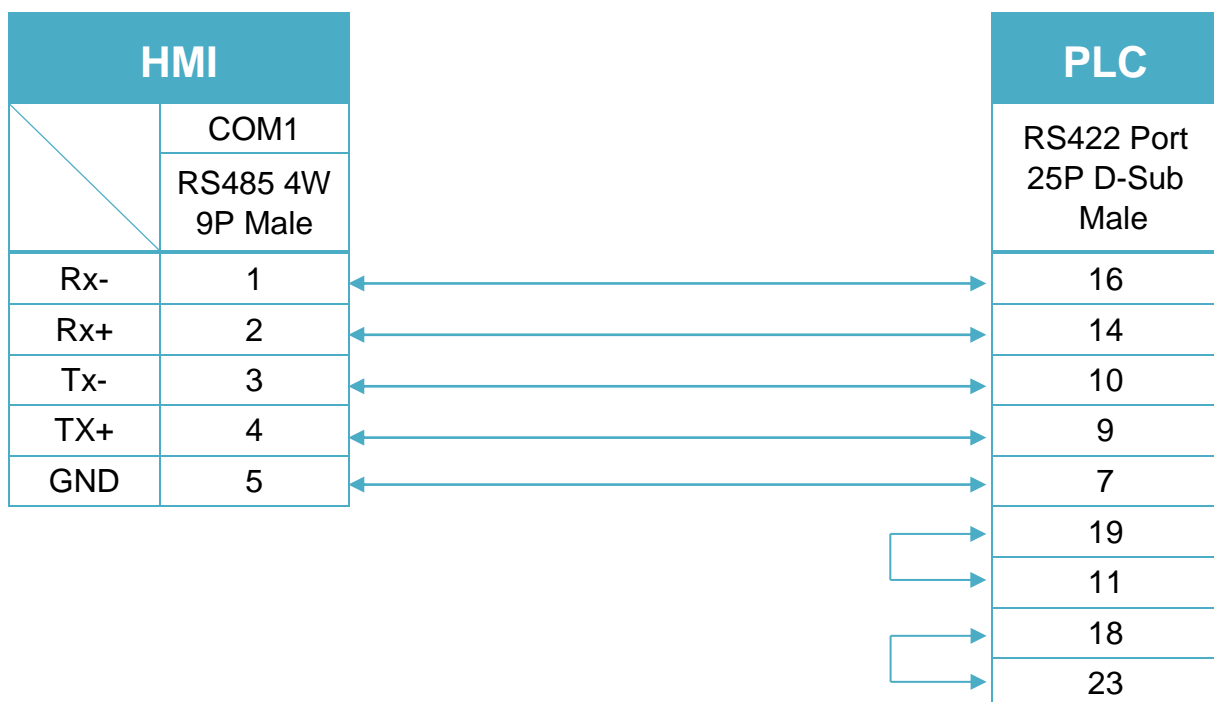 HMI
PLC
COM1
RS485 4W
9P Male
RS422 Port
25P D-Sub
Male
Rx- 1 16
Rx+ 2 14
Tx- 3 10
TX+ 4 9
GND 5 7
19
11
18
23